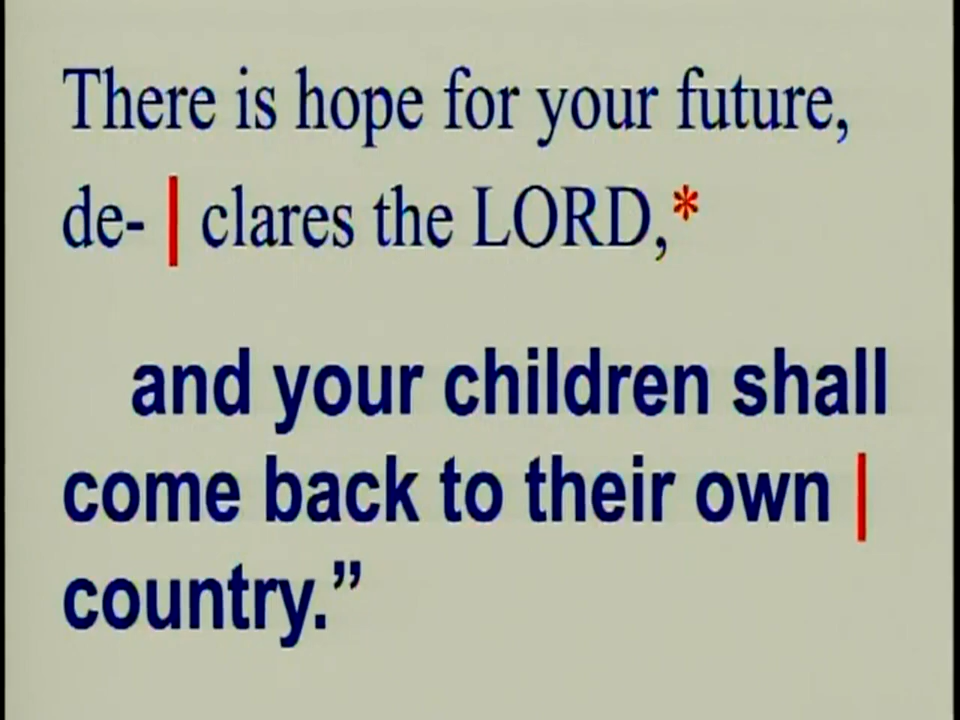 There is hope for your future,
de- | clares the LORD,*
and your children shall
come back to their own |
country.”